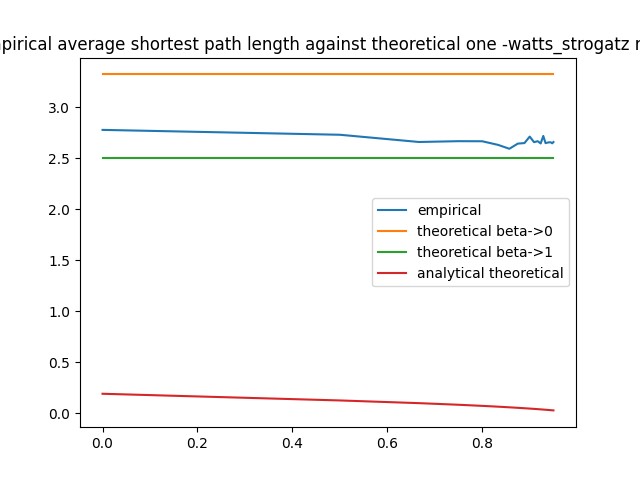 average shortest path length against theoretical one -watts_strogatz
3.0
2.5
2.0
1.5
1.0
0.5
0.0
empirical
theoretical beta->0
theoretical beta->1
analytical theoretical
0.0 0.2 0.4 0.6 0.8